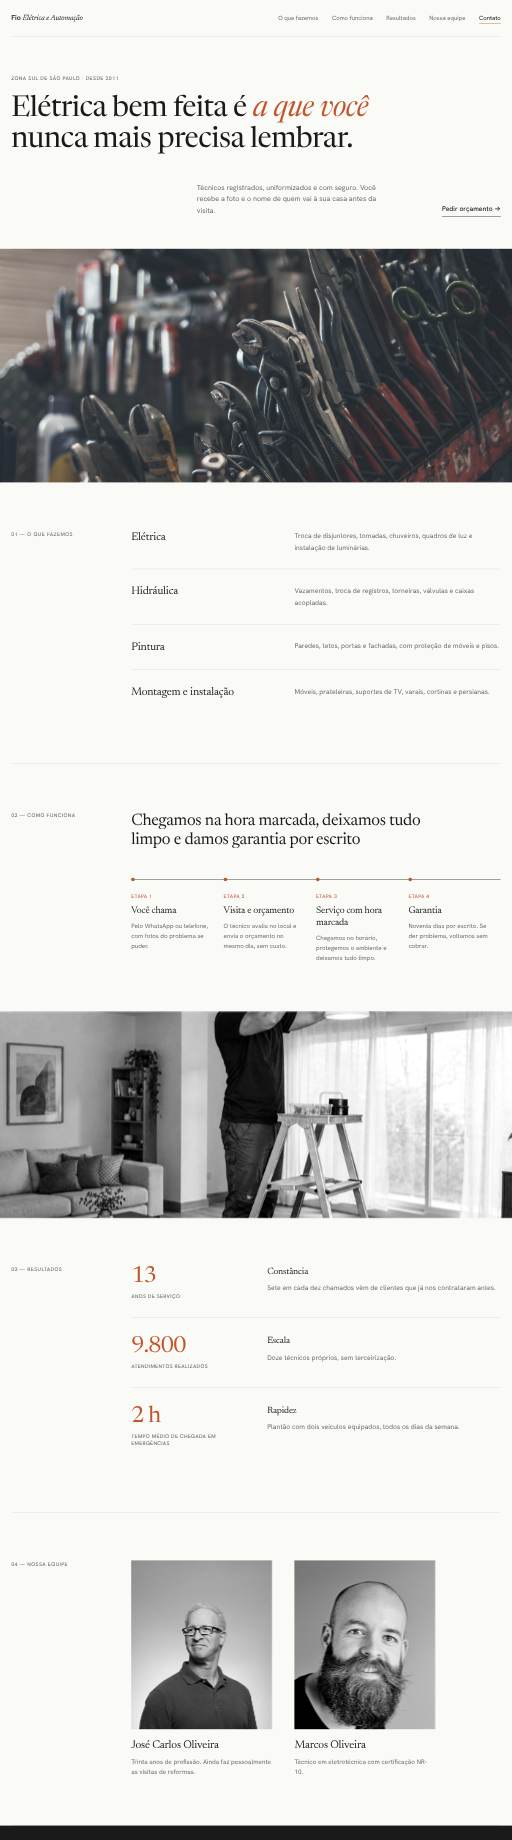 Fio Elétrica e Automação
O que fazemos Como funciona Resultados Nossa equipe Contato
ZONA SUL DE SÃO PAULO · DESDE 2011
Elétrica bem feita é a que você
nunca mais precisa lembrar.
Técnicos registrados, uniformizados e com seguro. Você
recebe a foto e o nome de quem vai à sua casa antes da
visita.
Pedir orçamento →
01 — O QUE FAZEMOS
Elétrica
Troca de disjuntores, tomadas, chuveiros, quadros de luz e
instalação de luminárias.
Hidráulica
Vazamentos, troca de registros, torneiras, válvulas e caixas
acopladas.
Pintura
Paredes, tetos, portas e fachadas, com proteção de móveis e pisos.
Montagem e instalação
Móveis, prateleiras, suportes de TV, varais, cortinas e persianas.
02 — COMO FUNCIONA
Chegamos na hora marcada, deixamos tudo
limpo e damos garantia por escrito
ETAPA 1
Você chama
Pelo WhatsApp ou telefone,
com fotos do problema se
puder.
ETAPA 2
Visita e orçamento
O técnico avalia no local e
envia o orçamento no
mesmo dia, sem custo.
ETAPA 3
Serviço com hora
marcada
Chegamos no horário,
protegemos o ambiente e
deixamos tudo limpo.
ETAPA 4
Garantia
Noventa dias por escrito. Se
der problema, voltamos sem
cobrar.
03 — RESULTADOS
13
ANOS DE SERVIÇO
Constância
Sete em cada dez chamados vêm de clientes que já nos contrataram antes.
9.800
ATENDIMENTOS REALIZADOS
Escala
Doze técnicos próprios, sem terceirização.
2 h
TEMPO MÉDIO DE CHEGADA EM
EMERGÊNCIAS
Rapidez
Plantão com dois veículos equipados, todos os dias da semana.
04 — NOSSA EQUIPE
José Carlos Oliveira
Trinta anos de profissão. Ainda faz pessoalmente
as visitas de reformas.
Marcos Oliveira
Técnico em eletrotécnica com certificação NR-
10.